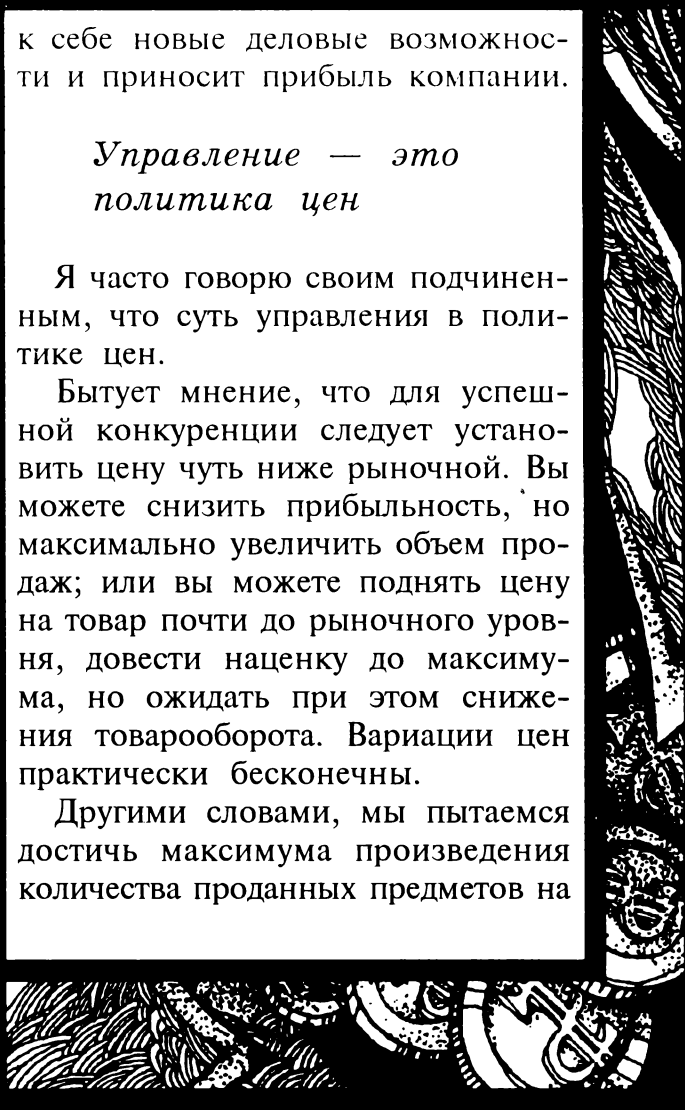 к себе новые деловые возможнос-
ти и приносит прибыль компании.
Управление — это
политика цен
Я часто говорю своим подчинен-
ным, что суть управления в поли-
тике цен.
Бытует мнение, что для успеш-
ной конкуренции следует устано-
вить цену чуть ниже рыночной. Вы
можете снизить прибыльность, но
максимально увеличить объем про-
даж; или вы можете поднять цену
на товар почти до рыночного уров-
ня, довести наценку до максиму-
ма, но ожидать при этом сниже-
ния товарооборота. Вариации цен
практически бесконечны.
Другими словами, мы пытаемся
достичь максимума произведения
количества проданных предметов на